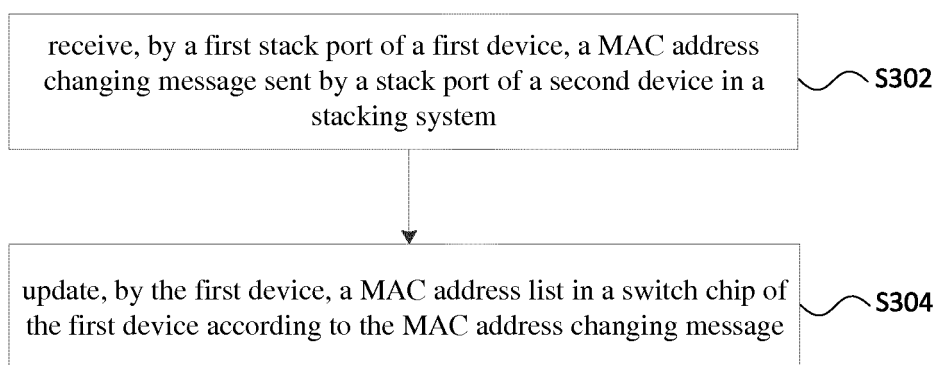 receive, by a first stack port of a first device, a MAC address
changing message sent by a stack port of a second device in a
stacking system
S302
update, by the first device, a MAC address list in a switch chip of
the first device according to the MAC address changing message
S304